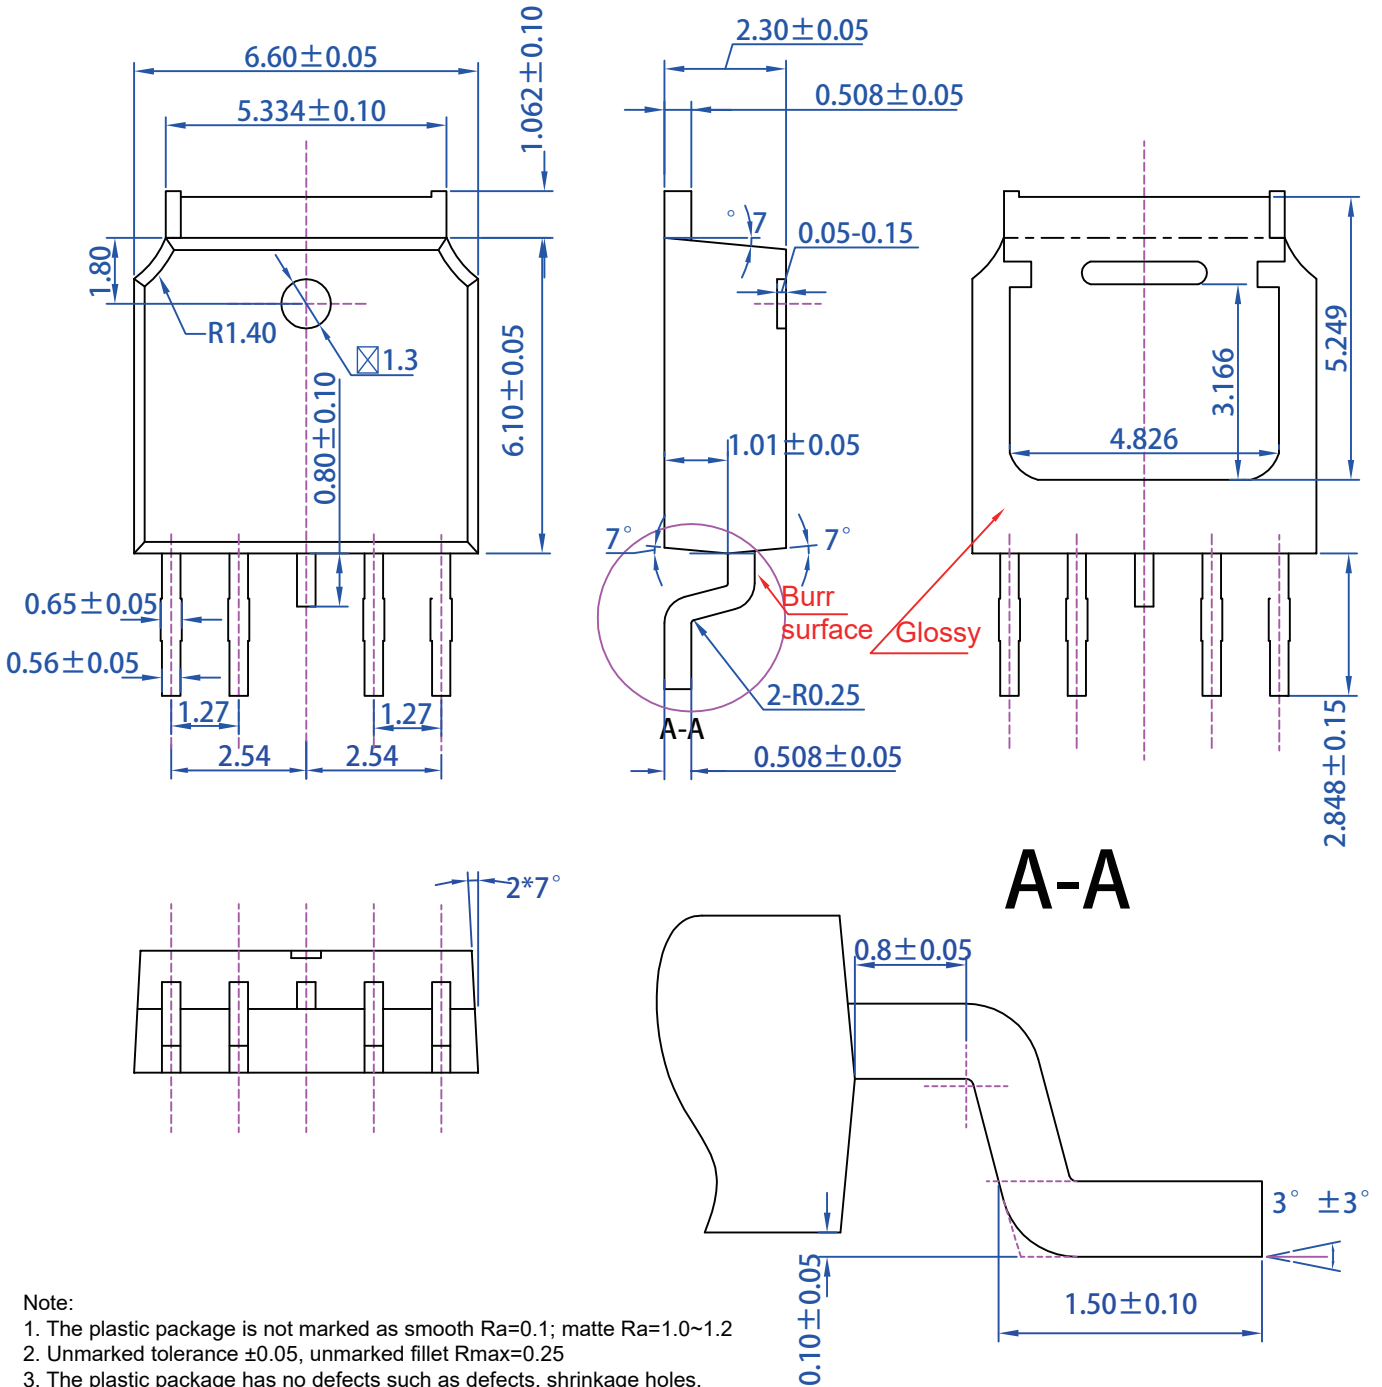 6.60±0.05
5.334±0.10
1.062±0.10
1.80
R1.40
1.3
0.80±0.10
6.10±0.05
0.65±0.05
0.56±0.05
1.27
1.27
2.54
2.54
2.30±0.05
0.508±0.05
° 7
0.05-0.15
1.01±0.05
7°
7°
Burr
surface
2-R0.25
A-A
0.508±0.05
5.249
3.166
4.826
Glossy
2.848±0.15
2*7°
A-A
0.8±0.05
3° ±3°
0.10±0.05
1.50±0.10
Note:
1. The plastic package is not marked as smooth Ra=0.1; matte Ra=1.0~1.2
2. Unmarked tolerance ±0.05, unmarked fillet Rmax=0.25
3. The plastic package has no defects such as defects, shrinkage holes,